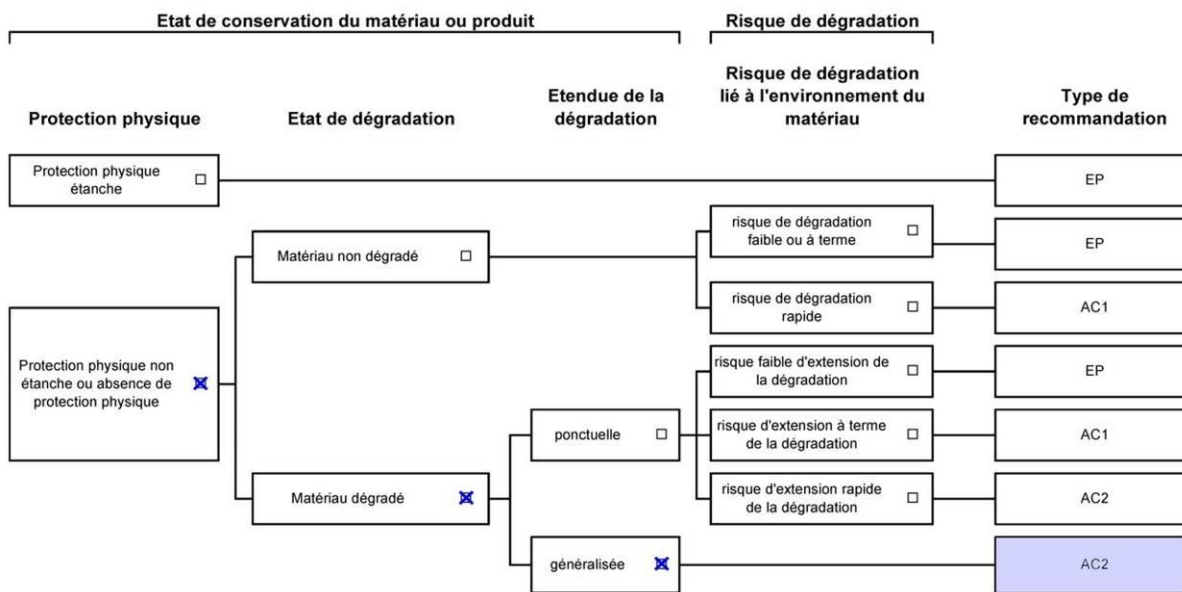 Etat de conservation du matériau ou produit
Risque de dégradation
Protection physique
Etat de dégradation
Etendue de la
dégradation
Risque de dégradation
lié à l'environnement du
matériau
Type de
recommandation
Protection physique
étanche
EP
Matériau non dégradé
risque de dégradation
faible ou à terme
EP
risque de dégradation
rapide
AC1
Protection physique non
étanche ou absence de
protection physique
risque faible d'extension de
la dégradation
EP
ponctuelle
risque d'extension à terme
de la dégradation
AC1
Matériau dégradé
risque d'extension rapide
de la dégradation
AC2
généralisée
AC2